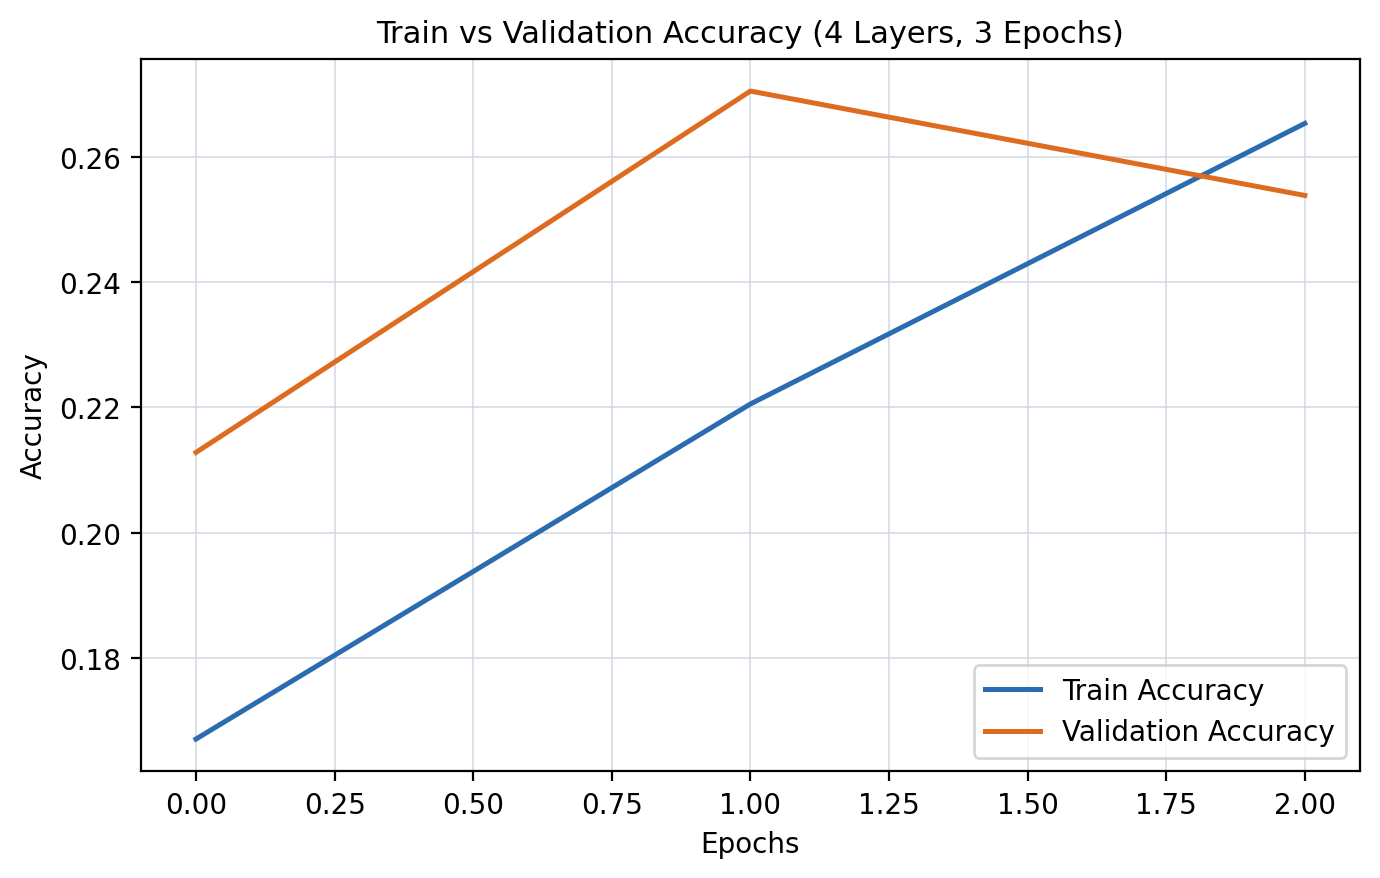 Train vs Validation Accuracy (4 Layers, 3 Epochs)
Accuracy
0.26
0.24
0.22
0.20
0.18
Train Accuracy
Validation Accuracy
0.00 0.25 0.50 0.75 1.00 1.25 1.50 1.75 2.00
Epochs